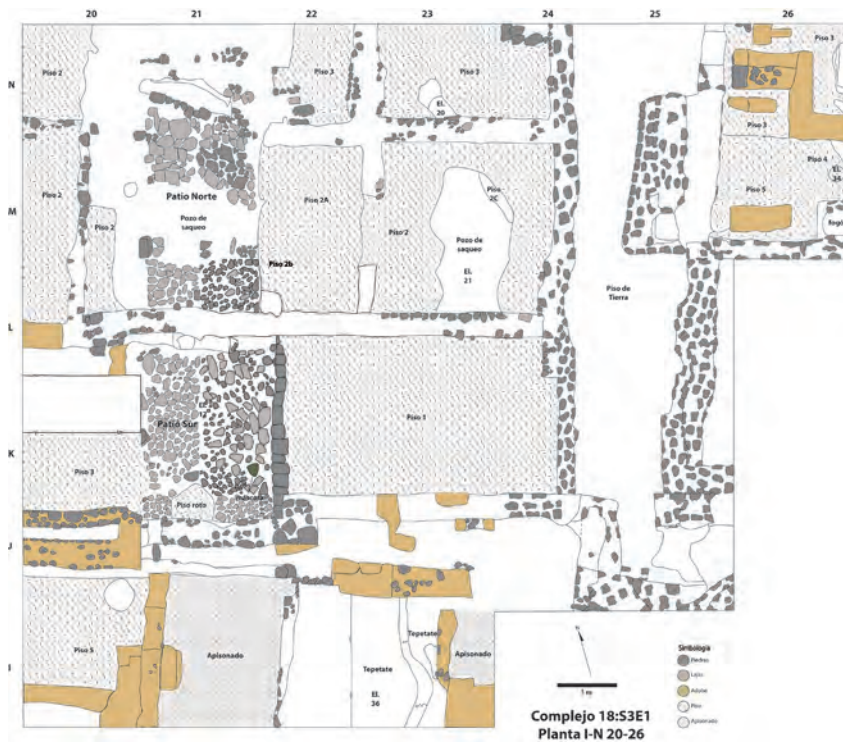 20 21 22 23 24 25 26
N
Piso 2
Piso 3
Piso 3
Piso 3
El.
20
Piso 3
Piso 4
El.
24
M
Piso 2
Patio Norte
Piso 2A
Piso
2C
Piso 5
Piso 2
Pozo de
saqueo
Piso 2
Pozo de
saqueo
El.
21
Piso 2b
Piso de
Tierra
L
Piso 1
Patio Sur
K
Piso 3
Piso roto
J
Piso 5
Apisonado
Tepetate
Tepetate
El.
36
Apisonado
I
1 m
Complejo 18:S3E1
Planta I-N 20-26
Simbología
Piedras
Laja
Adobe
Piso
Apisonado